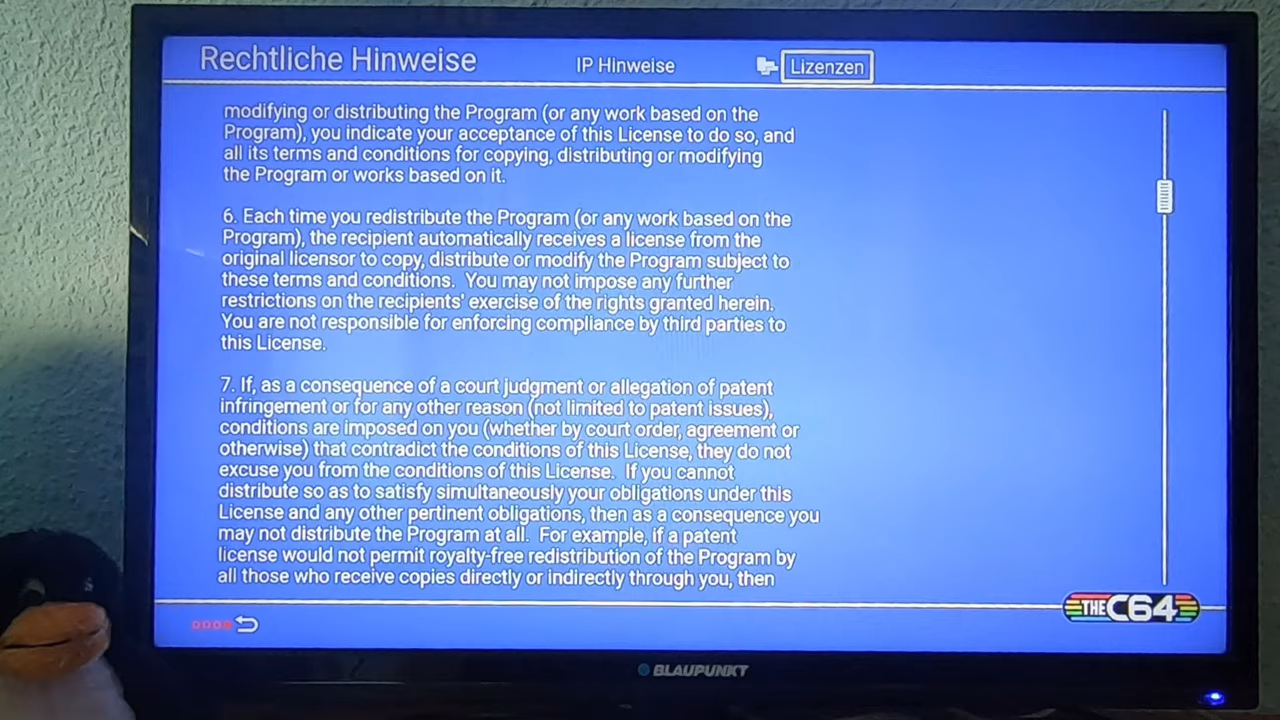 Rechtliche Hinweise
IP Hinweise
Lizenzen
modifying or distributing the Program (or any work based on the
Program), you indicate your acceptance of this License to do so, and
all its terms and conditions for copying, distributing or modifying
the Program or works based on it.
6. Each time you redistribute the Program (or any work based on the
Program), the recipient automatically receives a license from the
original licensor to copy, distribute or modify the Program subject to
these terms and conditions.  You may not impose any further
restrictions on the recipients' exercise of the rights granted herein.
You are not responsible for enforcing compliance by third parties to
this License.
7. If, as a consequence of a court judgment or allegation of patent
infringement or for any other reason (not limited to patent issues),
conditions are imposed on you (whether by court order, agreement or
otherwise) that contradict the conditions of this License, they do not
excuse you from the conditions of this License.  If you cannot
distribute so as to satisfy simultaneously your obligations under this
License and any other pertinent obligations, then as a consequence you
may not distribute the Program at all.  For example, if a patent
license would not permit royalty-free redistribution of the Program by
all those who receive copies directly or indirectly through you, then
THEC64
BLAUPUNKT